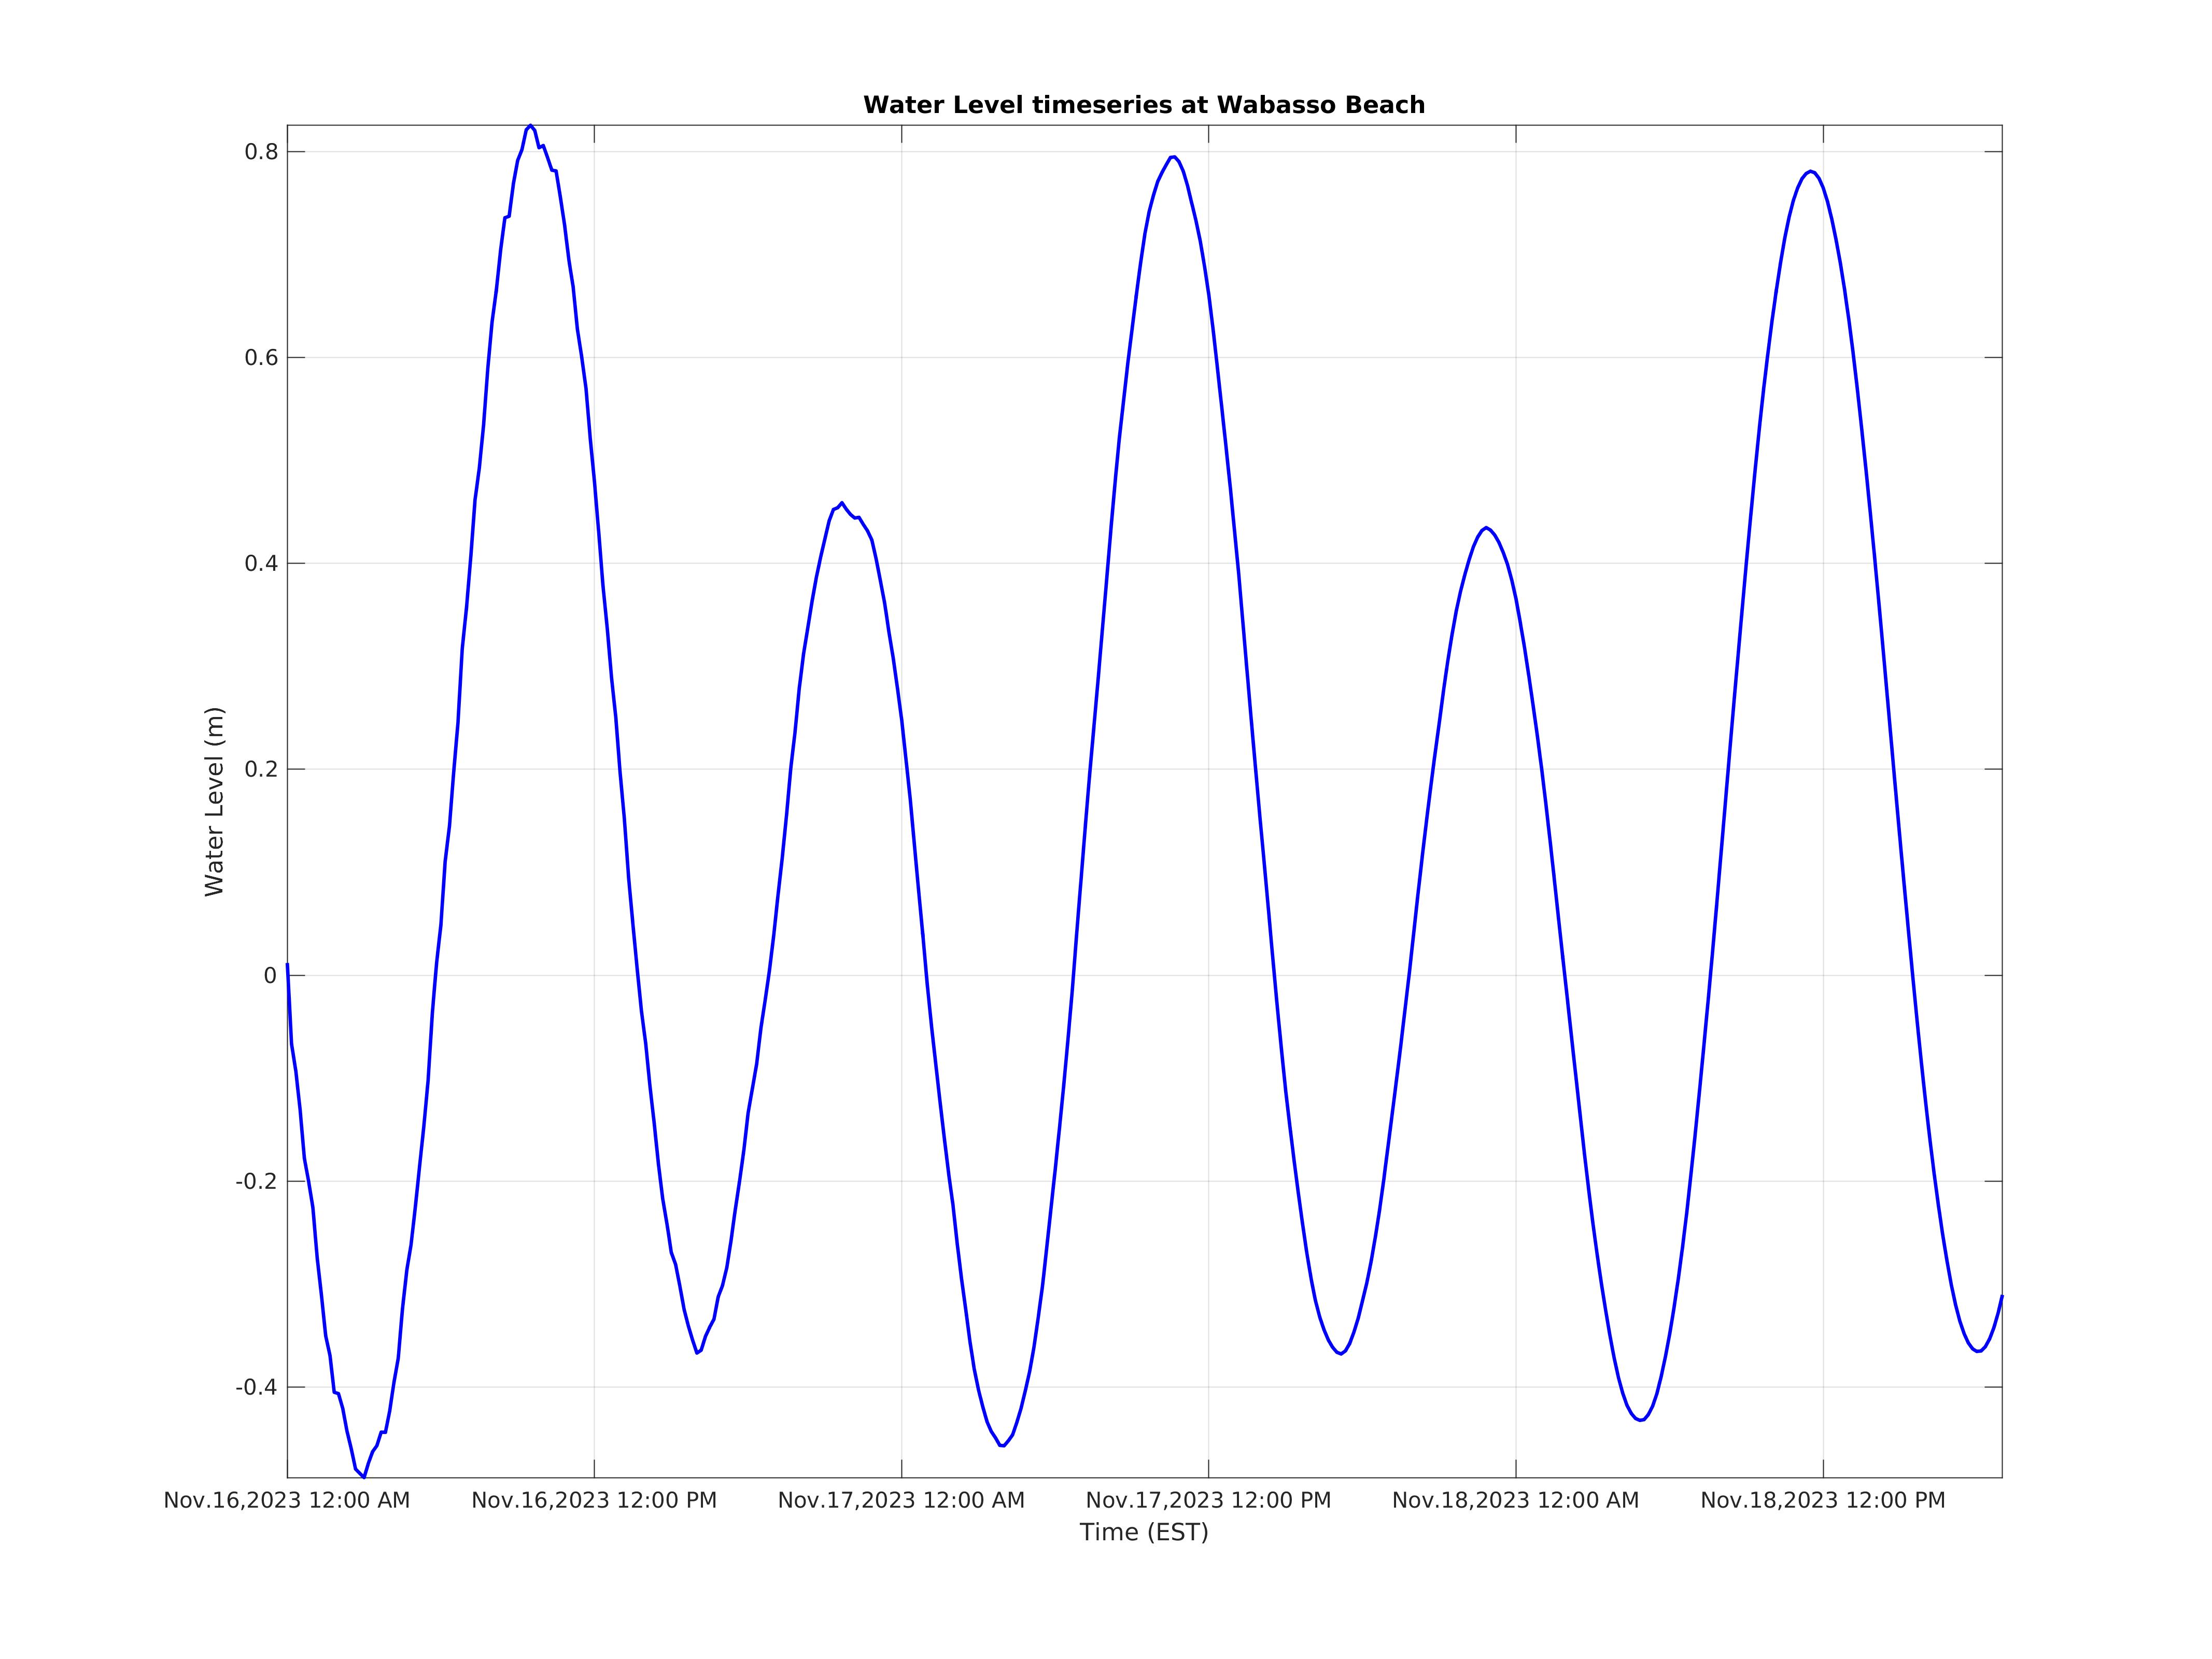 Water Level timeseries at Wabasso Beach
0.8
0.6
0.4
0.2
0
-0.2
-0.4
Water Level (m)
Nov.16,2023 12:00 AM
Nov.16,2023 12:00 PM
Nov.17,2023 12:00 AM
Nov.17,2023 12:00 PM
Nov.18,2023 12:00 AM
Nov.18,2023 12:00 PM
Time (EST)